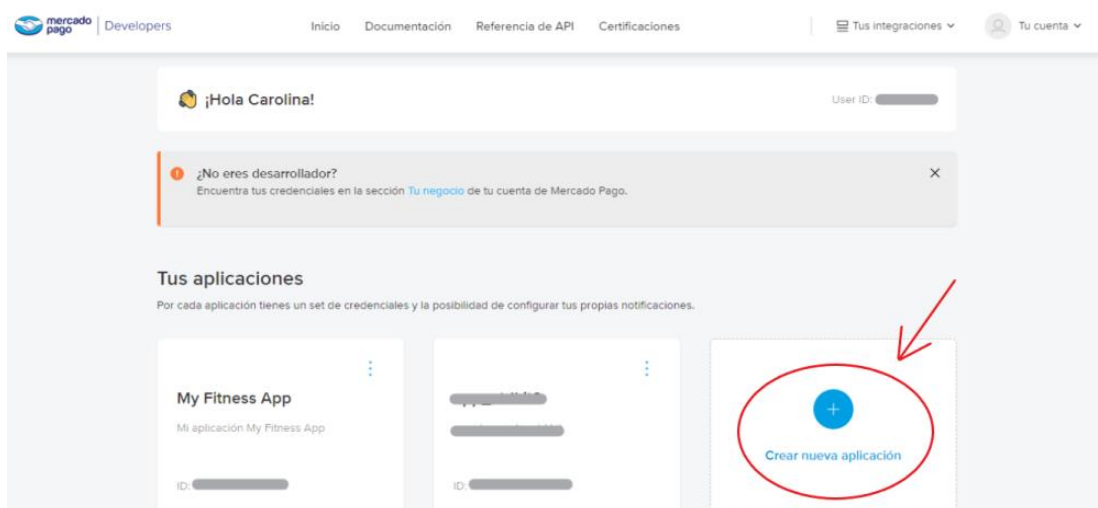 mercado pago | Developers
Inicio Documentación Referencia de API Certificaciones Tus integraciones Tu cuenta
¡Hola Carolina!
User ID:
¿No eres desarrollador?
Encuentra tus credenciales en la sección Tu negocio de tu cuenta de Mercado Pago.
Tus aplicaciones
Por cada aplicación tienes un set de credenciales y la posibilidad de configurar tus propias notificaciones.
My Fitness App
Mi aplicación My Fitness App
ID:
ID:
Crear nueva aplicación